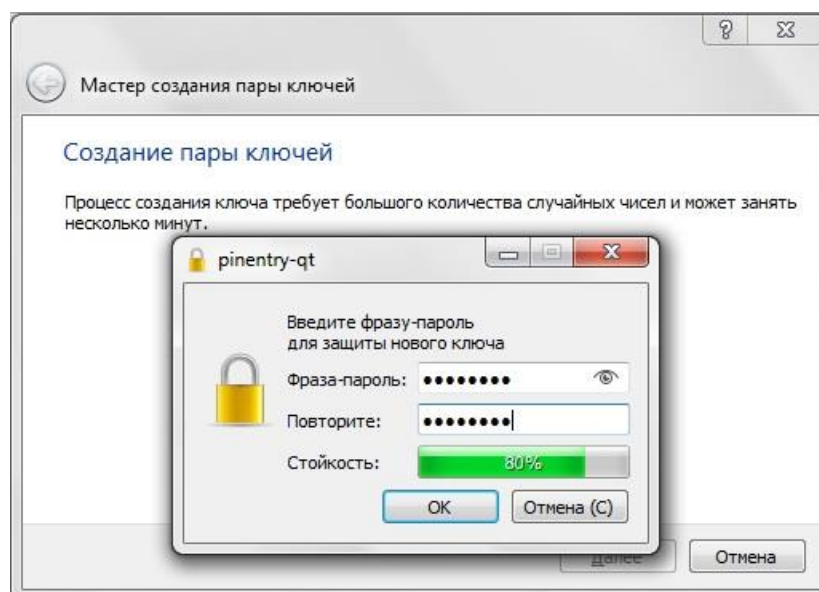 Мастер создания пары ключей
Создание пары ключей
Процесс создания ключа требует большого количества случайных чисел и может занять
несколько минут.
pinentry-qt
Введите фразу-пароль
для защиты нового ключа
Фраза-пароль: ••••••••
Повторите: ••••••••
Стойкость: 80%
OK Отмена (C)
Далее Отмена